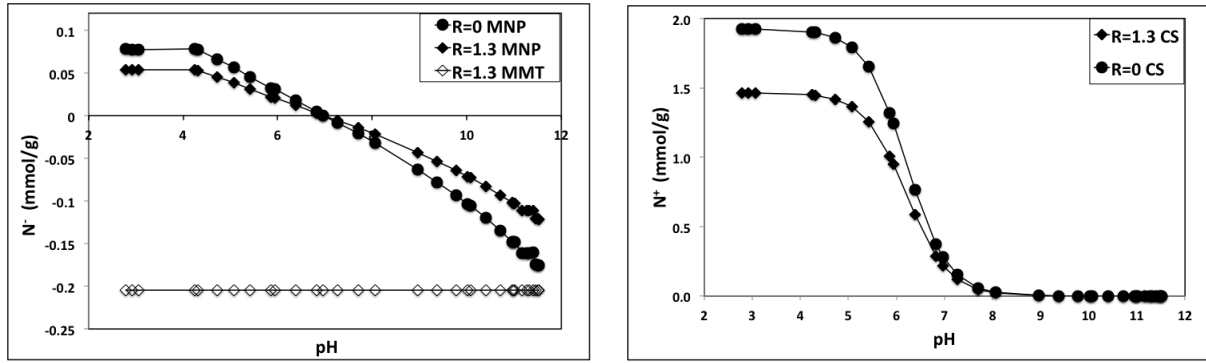 0.1
0.05
0
-0.05
-0.1
-0.15
-0.2
-0.25
N⁻ (mmol/g)
2 4 6 8 10 12
pH
R=0 MNP
R=1.3 MNP
R=1.3 MMT
2.0
1.5
1.0
0.5
0.0
N⁺ (mmol/g)
2 3 4 5 6 7 8 9 10 11 12
pH
R=1.3 CS
R=0 CS